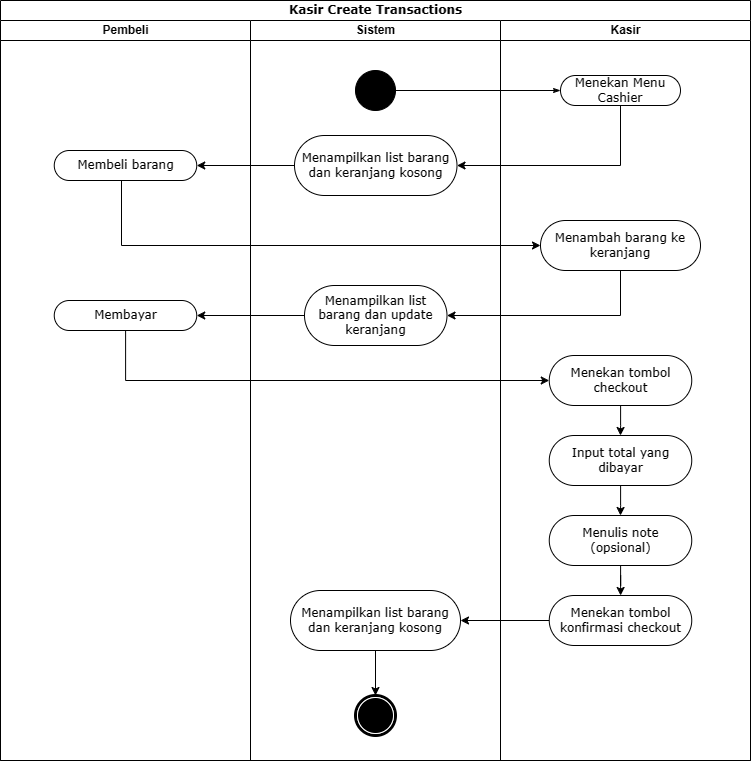 Kasir Create Transactions
Pembeli
Sistem
Kasir
Menekan Menu
Cashier
Menampilkan list barang
dan keranjang kosong
Membeli barang
Menambah barang ke
keranjang
Menampilkan list
barang dan update
keranjang
Membayar
Menekan tombol
checkout
Input total yang
dibayar
Menulis note
(opsional)
Menekan tombol
konfirmasi checkout
Menampilkan list barang
dan keranjang kosong